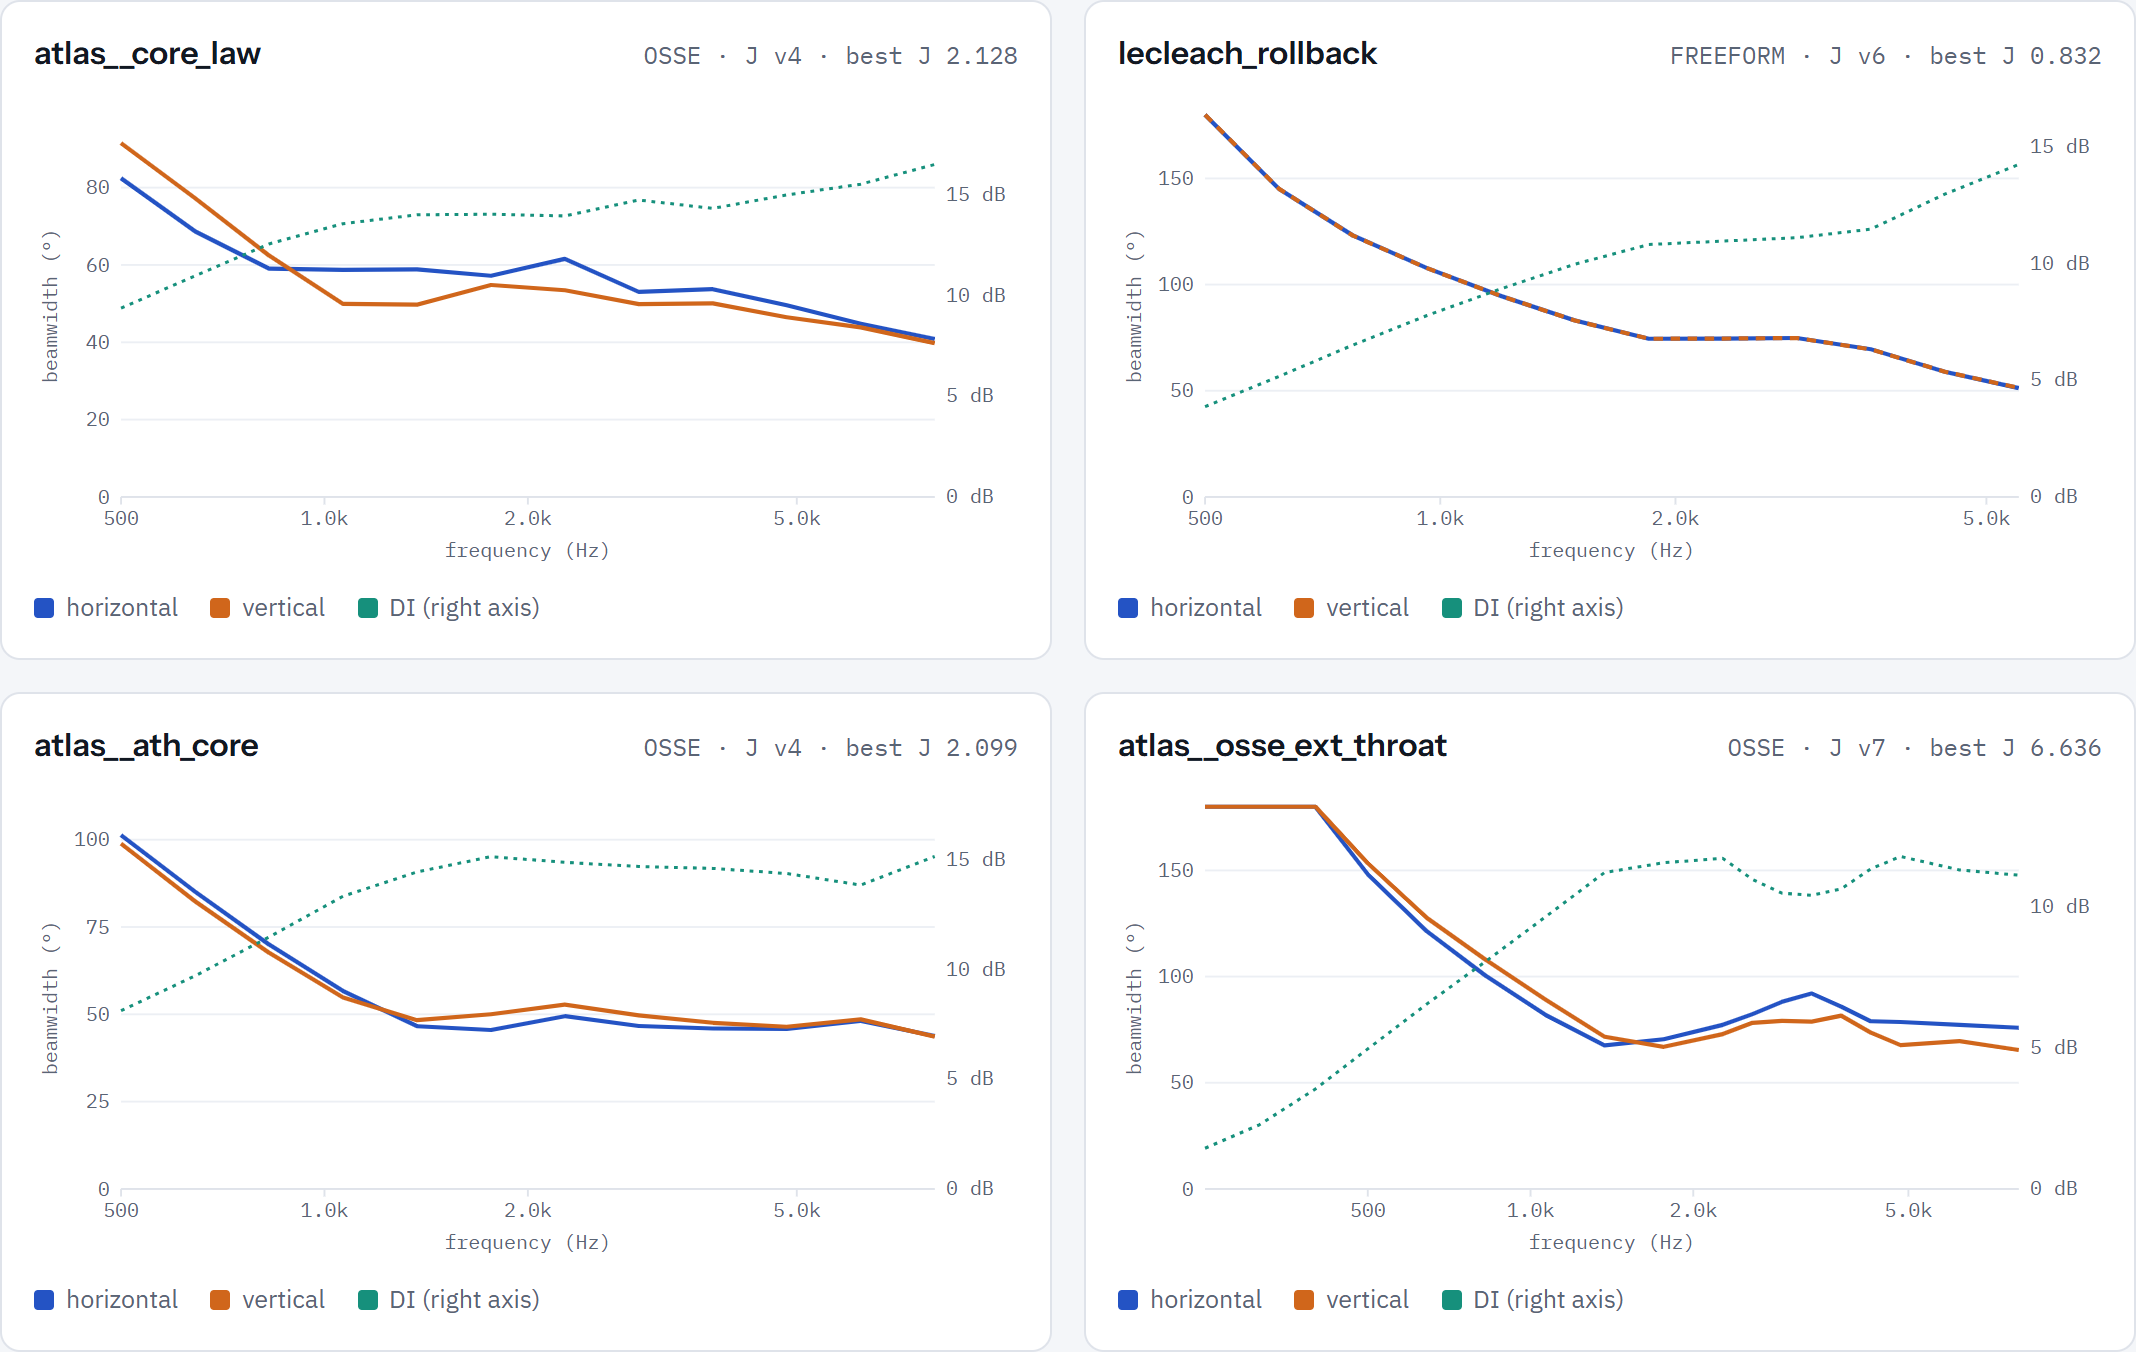 atlas__core_law
OSSE · J v4 · best J 2.128
80
60
40
20
0
beamwidth (°)
15 dB
10 dB
5 dB
0 dB
500
1.0k
2.0k
5.0k
frequency (Hz)
horizontal
vertical
DI (right axis)
lecleach_rollback
FREEFORM · J v6 · best J 0.832
150
100
50
0
beamwidth (°)
15 dB
10 dB
5 dB
0 dB
500
1.0k
2.0k
5.0k
frequency (Hz)
horizontal
vertical
DI (right axis)
atlas__ath_core
OSSE · J v4 · best J 2.099
100
75
50
25
0
beamwidth (°)
15 dB
10 dB
5 dB
0 dB
500
1.0k
2.0k
5.0k
frequency (Hz)
horizontal
vertical
DI (right axis)
atlas__osse_ext_throat
OSSE · J v7 · best J 6.636
150
100
50
0
beamwidth (°)
10 dB
5 dB
0 dB
500
1.0k
2.0k
5.0k
frequency (Hz)
horizontal
vertical
DI (right axis)